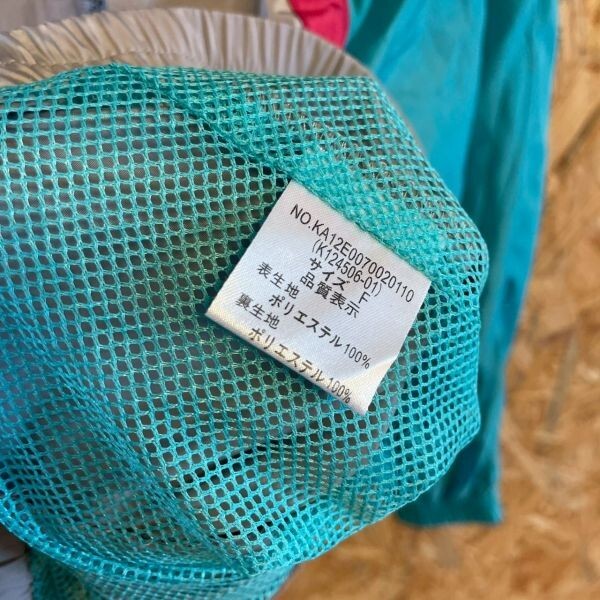 NO.KA12E0070020110
(K124506-01)
サイズ F
品質表示
表生地
ポリエステル100%
裏生地
ポリエステル100%